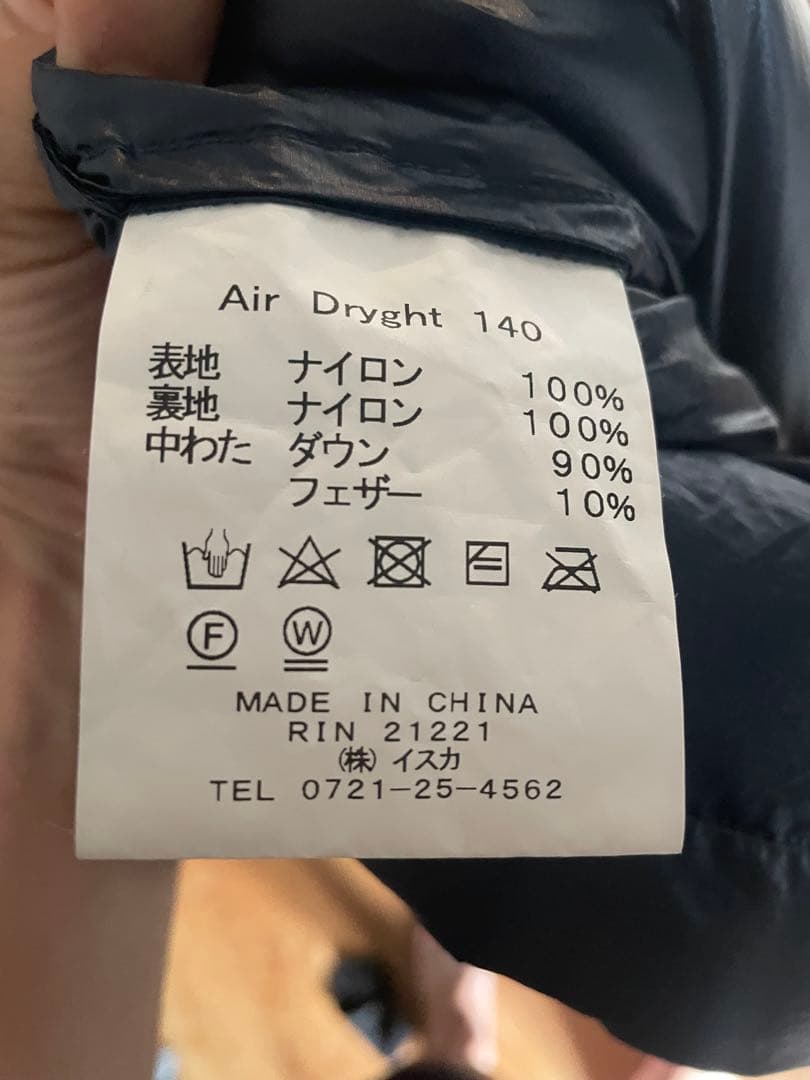 Air Dryght 140
表地 ナイロン 100%
裏地 ナイロン 100%
中わた ダウン 90%
フェザー 10%
F W
MADE IN CHINA
RIN 21221
㈱ イスカ
TEL 0721-25-4562